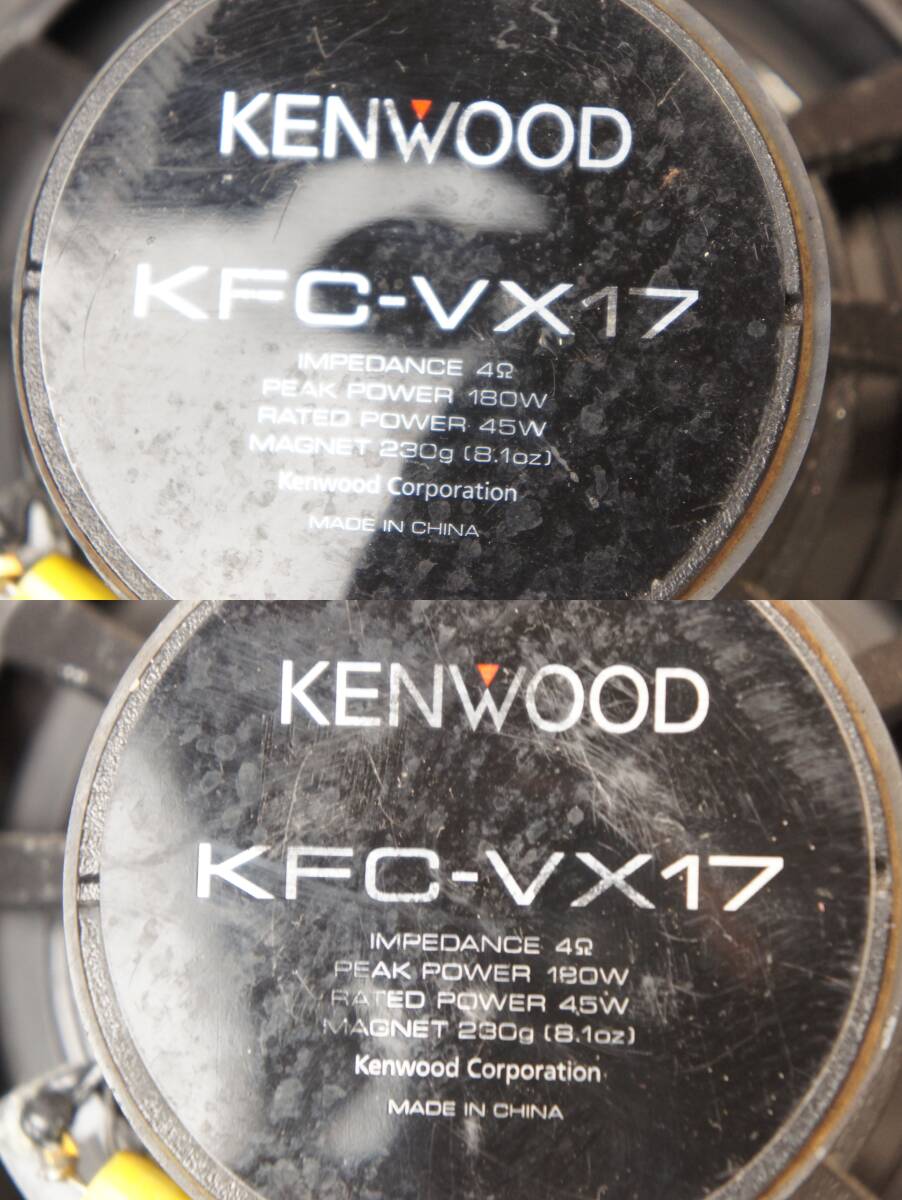 KENWOOD
KFC-VX17
IMPEDANCE 4Ω
PEAK POWER 180W
RATED POWER 45W
MAGNET 230g (8.1oz)
Kenwood Corporation
MADE IN CHINA
KENWOOD
KFC-VX17
IMPEDANCE 4Ω
PEAK POWER 180W
RATED POWER 45W
MAGNET 230g (8.1oz)
Kenwood Corporation
MADE IN CHINA